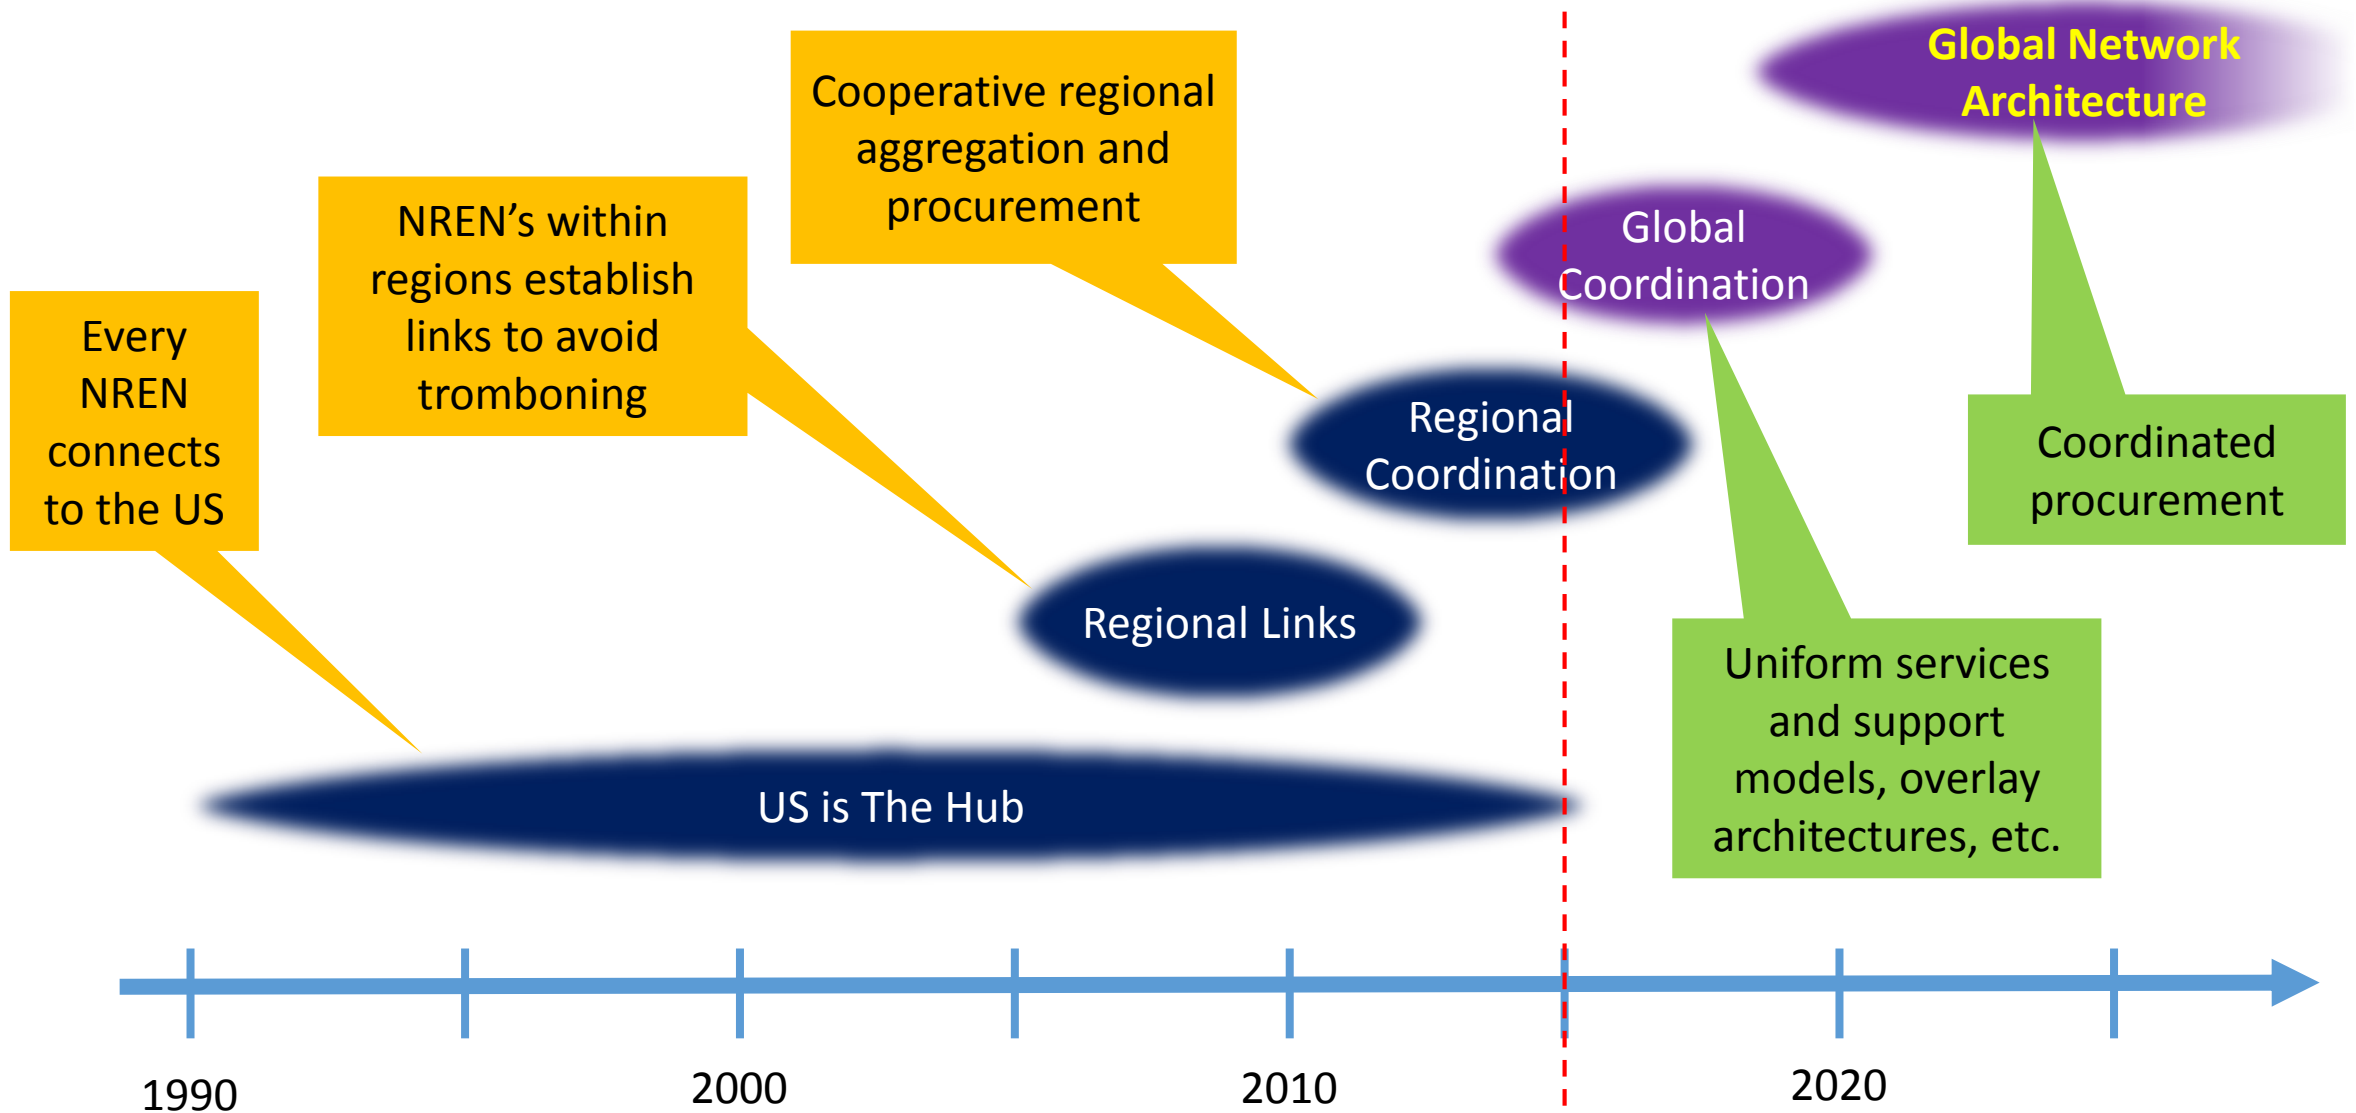 Global Network
Architecture
Cooperative regional
aggregation and
procurement
NREN’s within
regions establish
links to avoid
tromboning
Global
Coordination
Every
NREN
connects
to the US
Regional
Coordination
Coordinated
procurement
Regional Links
Uniform services
and support
models, overlay
architectures, etc.
US is The Hub
1990
2000
2010
2020